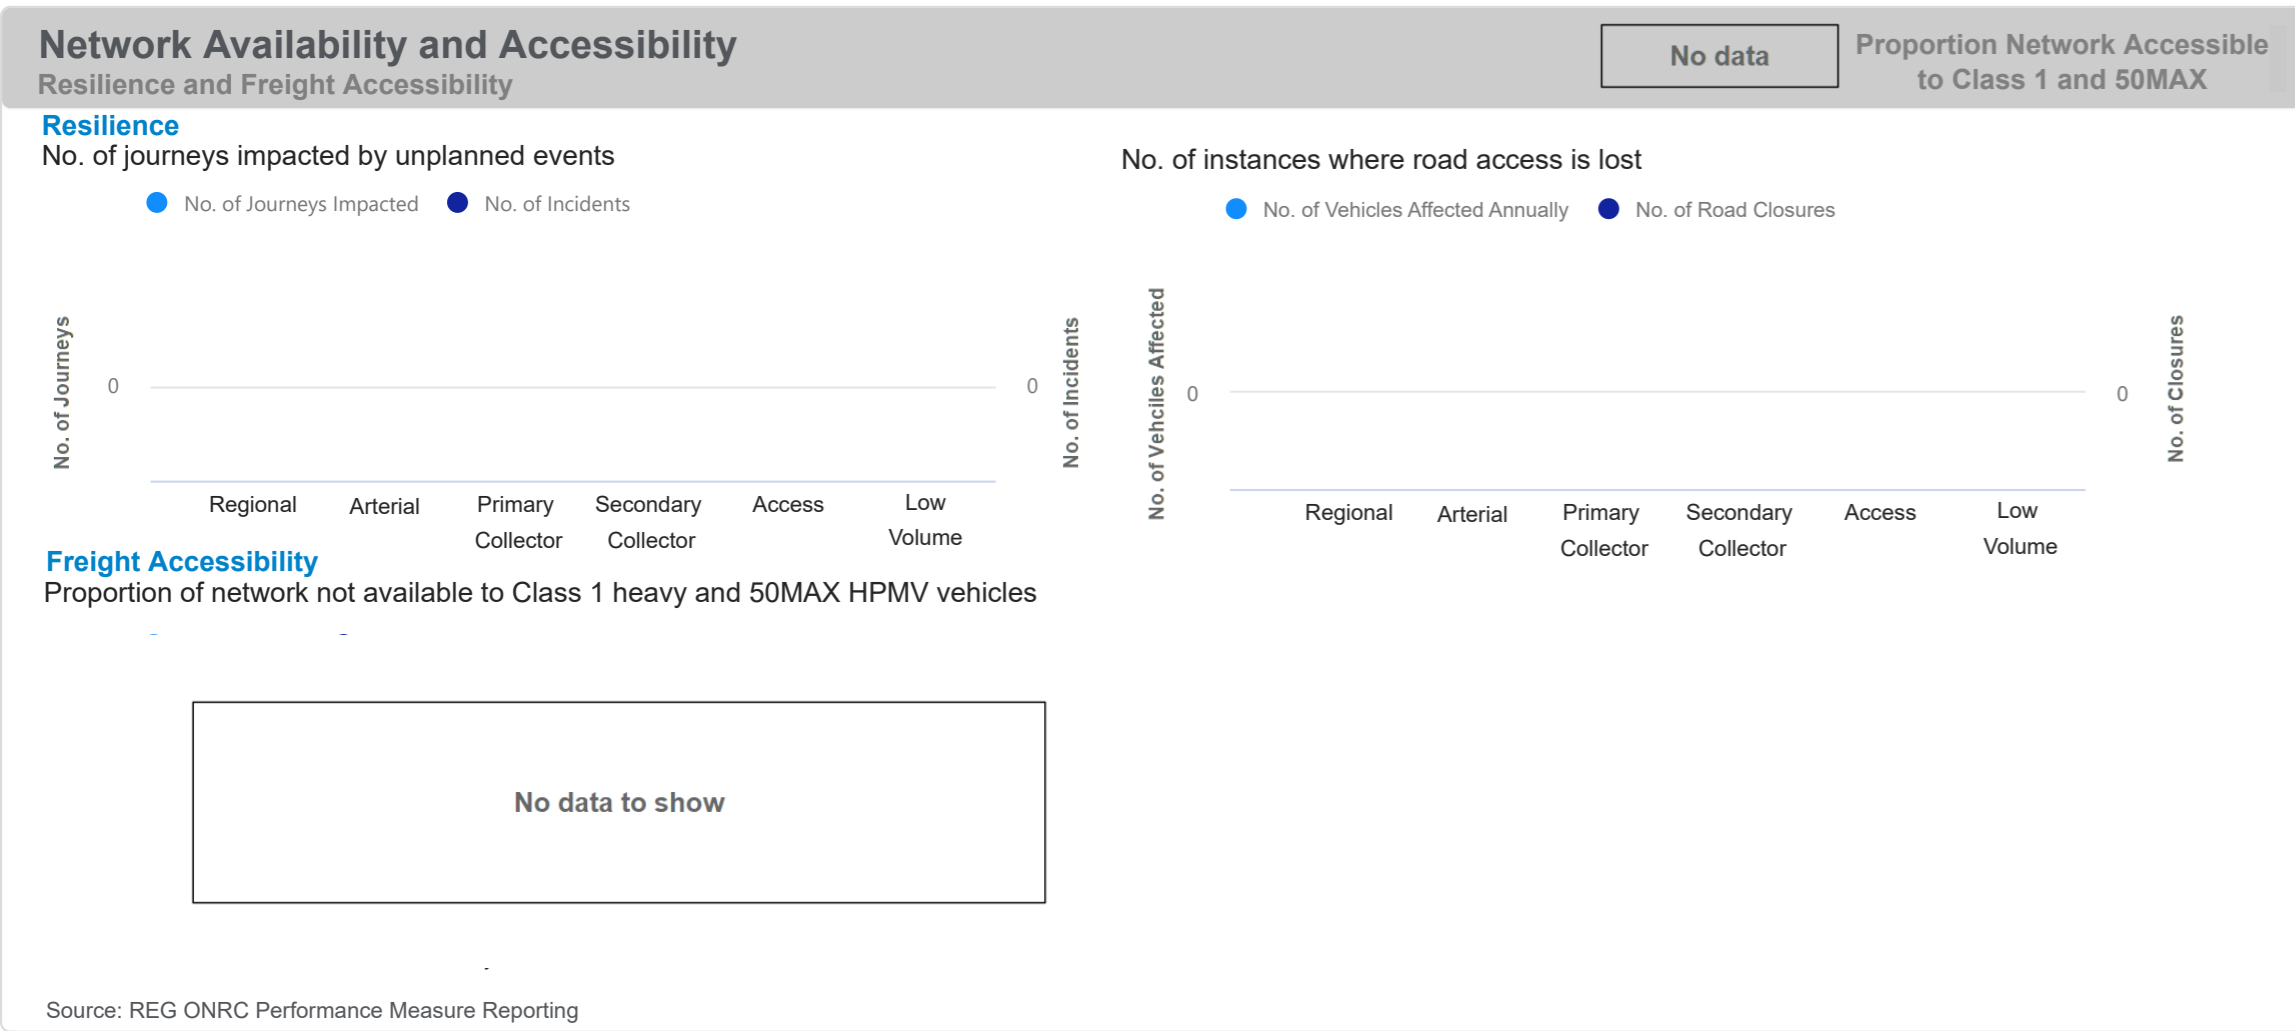 Network Availability and Accessibility
Resilience and Freight Accessibility
No data
Proportion Network Accessible
to Class 1 and 50MAX
Resilience
No. of journeys impacted by unplanned events
No. of Journeys Impacted
No. of Incidents
No. of Journeys
0
0
No. of Incidents
Regional
Arterial
Primary
Collector
Secondary
Collector
Access
Low
Volume
No. of instances where road access is lost
No. of Vehicles Affected Annually
No. of Road Closures
No. of Vehciles Affected
0
0
No. of Closures
Regional
Arterial
Primary
Collector
Secondary
Collector
Access
Low
Volume
Freight Accessibility
Proportion of network not available to Class 1 heavy and 50MAX HPMV vehicles
No data to show
Source: REG ONRC Performance Measure Reporting